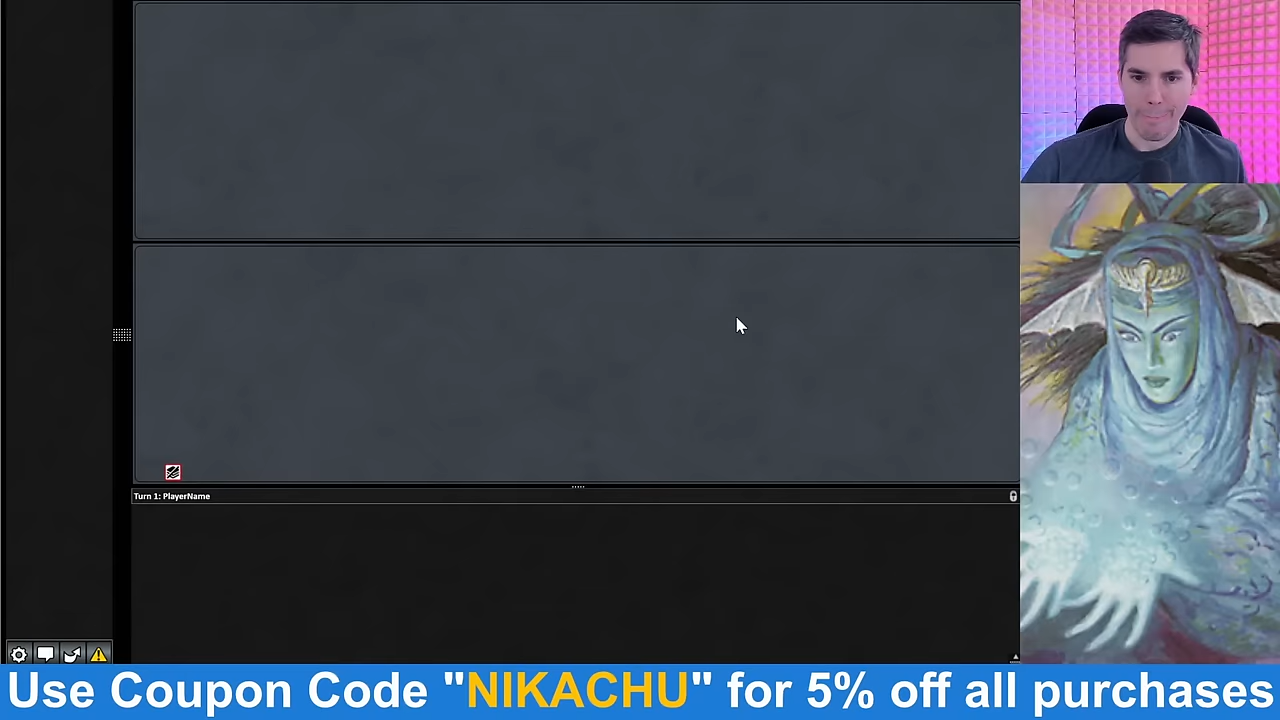 Turn 1: PlayerName
Use Coupon Code "NIKACHU" for 5% off all purchases